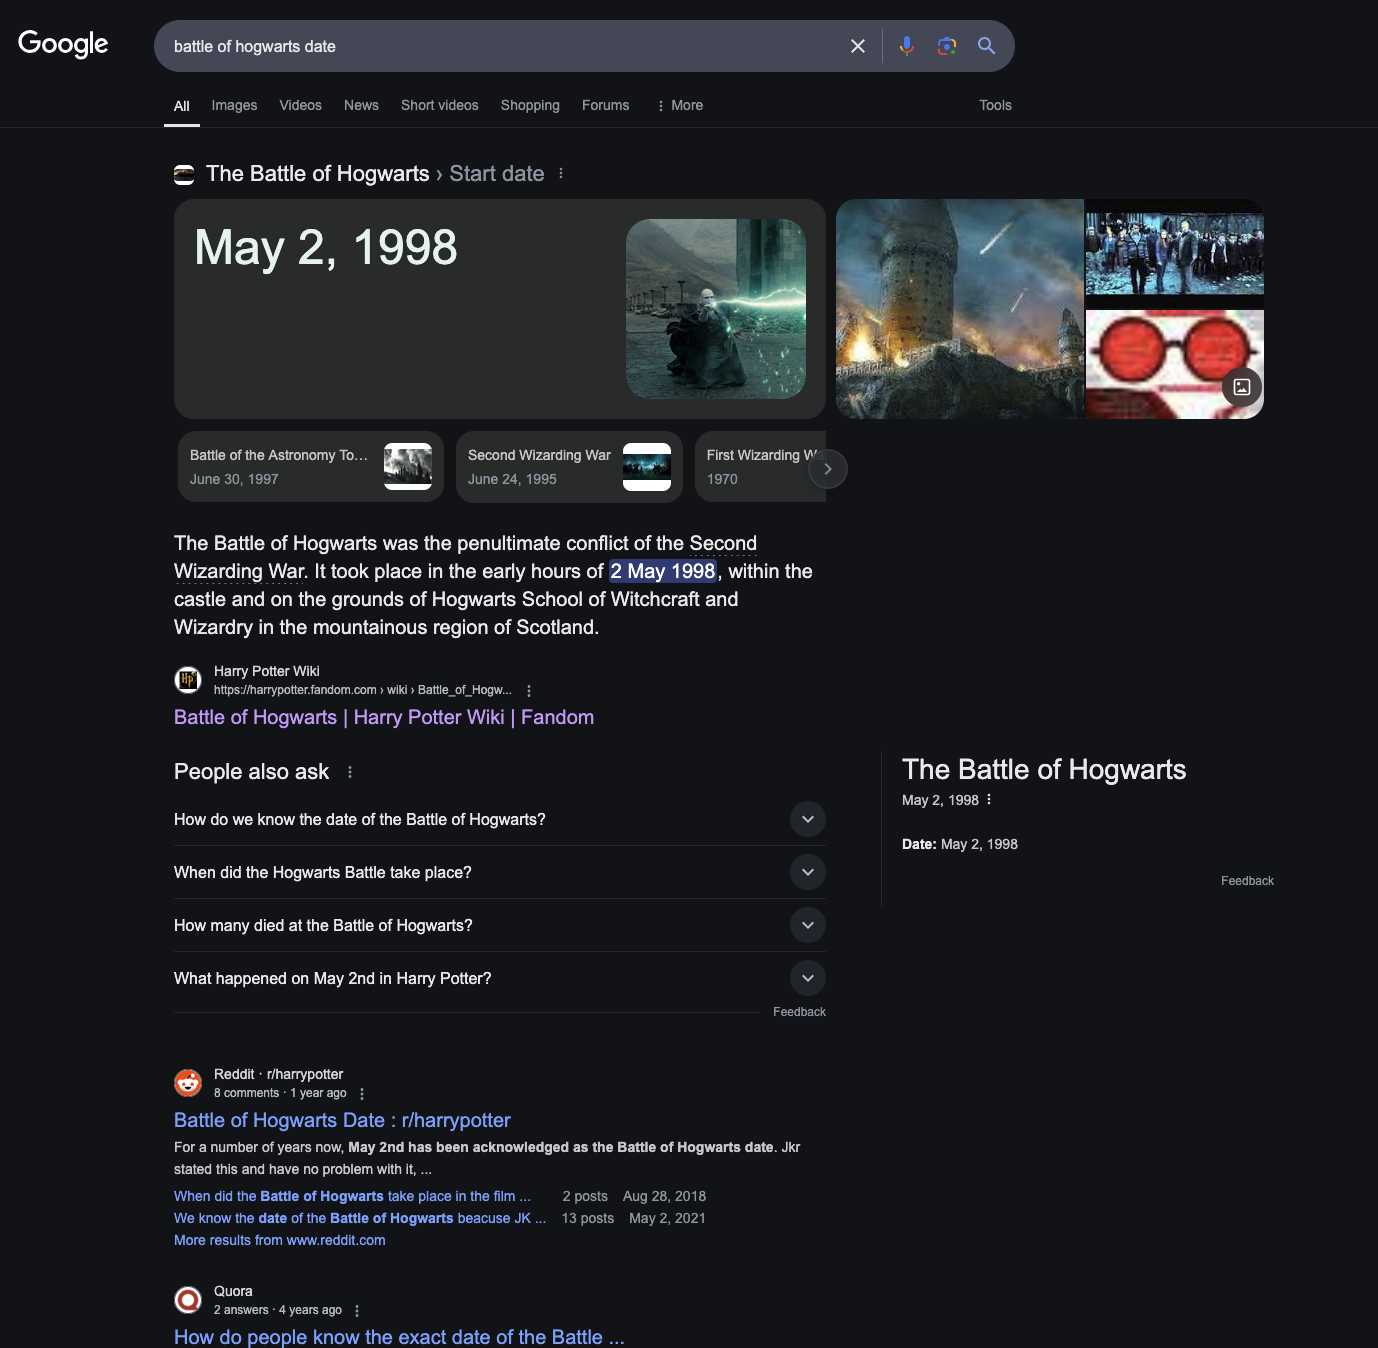 Google
battle of hogwarts date
All Images Videos News Short videos Shopping Forums More Tools
The Battle of Hogwarts › Start date
May 2, 1998
Battle of the Astronomy To...
June 30, 1997
Second Wizarding War
June 24, 1995
First Wizarding W
1970
The Battle of Hogwarts was the penultimate conflict of the Second
Wizarding War. It took place in the early hours of 2 May 1998, within the
castle and on the grounds of Hogwarts School of Witchcraft and
Wizardry in the mountainous region of Scotland.
HP
Harry Potter Wiki
https://harrypotter.fandom.com › wiki › Battle_of_Hogw...
Battle of Hogwarts | Harry Potter Wiki | Fandom
People also ask
How do we know the date of the Battle of Hogwarts?
When did the Hogwarts Battle take place?
How many died at the Battle of Hogwarts?
What happened on May 2nd in Harry Potter?
Feedback
The Battle of Hogwarts
May 2, 1998
Date: May 2, 1998
Feedback
Reddit · r/harrypotter
8 comments · 1 year ago
Battle of Hogwarts Date : r/harrypotter
For a number of years now, May 2nd has been acknowledged as the Battle of Hogwarts date. Jkr
stated this and have no problem with it, ...
When did the Battle of Hogwarts take place in the film ... 2 posts Aug 28, 2018
We know the date of the Battle of Hogwarts beacuse JK ... 13 posts May 2, 2021
More results from www.reddit.com
Quora
2 answers · 4 years ago
How do people know the exact date of the Battle ...